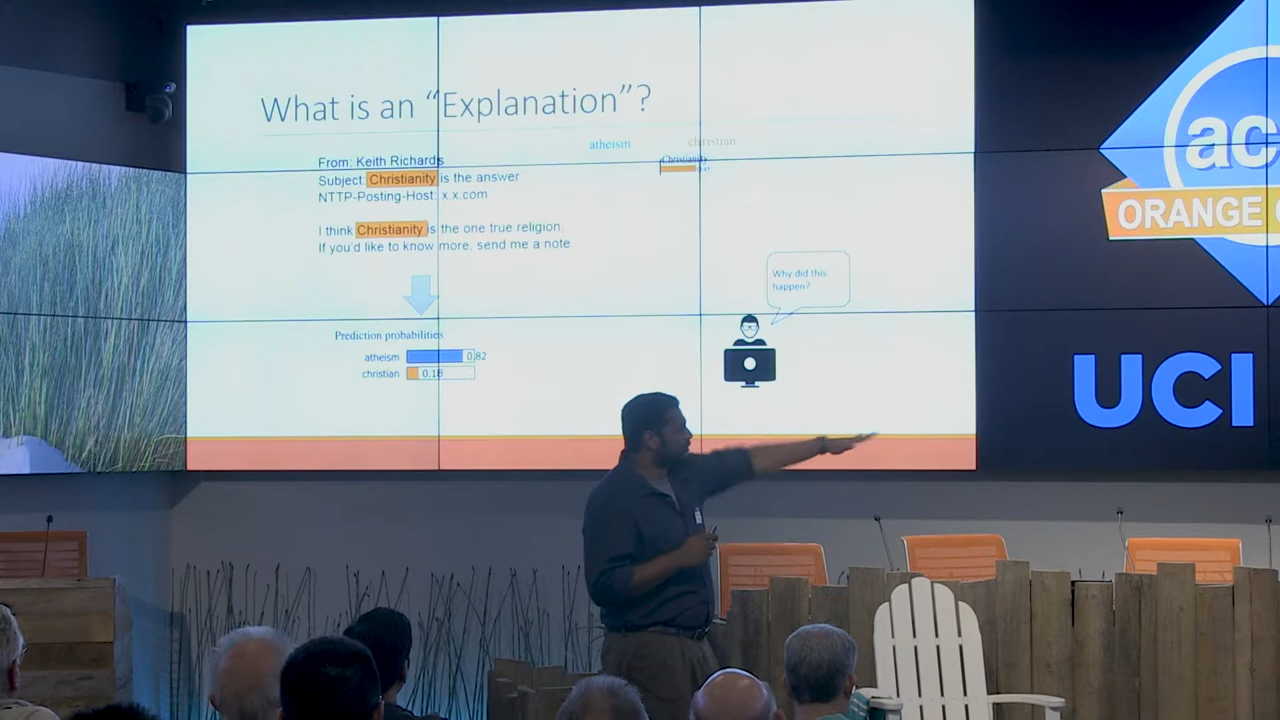 What is an "Explanation"?
atheism
christian
From: Keith Richards
Christianity
Subject: Christianity is the answer
NTTP-Posting-Host: x.x.com
I think Christianity is the one true religion.
If you'd like to know more, send me a note
Why did this
happen?
Prediction probabilities
atheism 0.82
christian 0.18
ac
ORANGE
UCI